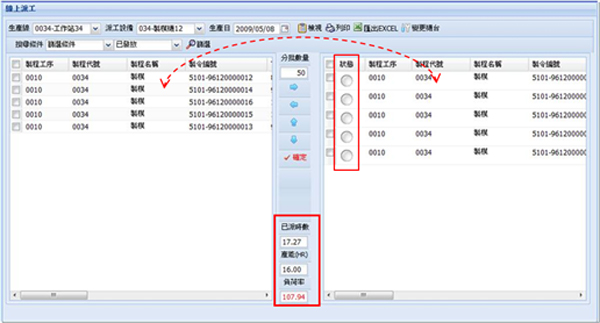 線上派工
生產線 0034-工作站34 派工設備 034-製模機12 生產日 2009/05/08 檢視 列印 匯出EXCEL 變更機台
搜尋條件 篩選條件 已發放 篩選
製程工序 製程代號 製程名稱 製令編號
0010 0034 製模 5101-96120000012
0010 0034 製模 5101-96120000014
0010 0034 製模 5101-96120000016
0010 0034 製模 5101-96120000015
0010 0034 製模 5101-96120000013
分批數量
50
確定
已派時數
17.27
產能(HR)
16.00
負荷率
107.94
狀態 製程工序 製程代號 製程名稱 製令編號
0010 0034 製模 5101-961200000
0010 0034 製模 5101-961200000
0010 0034 製模 5101-961200000
0010 0034 製模 5101-961200000
0010 0034 製模 5101-961200000